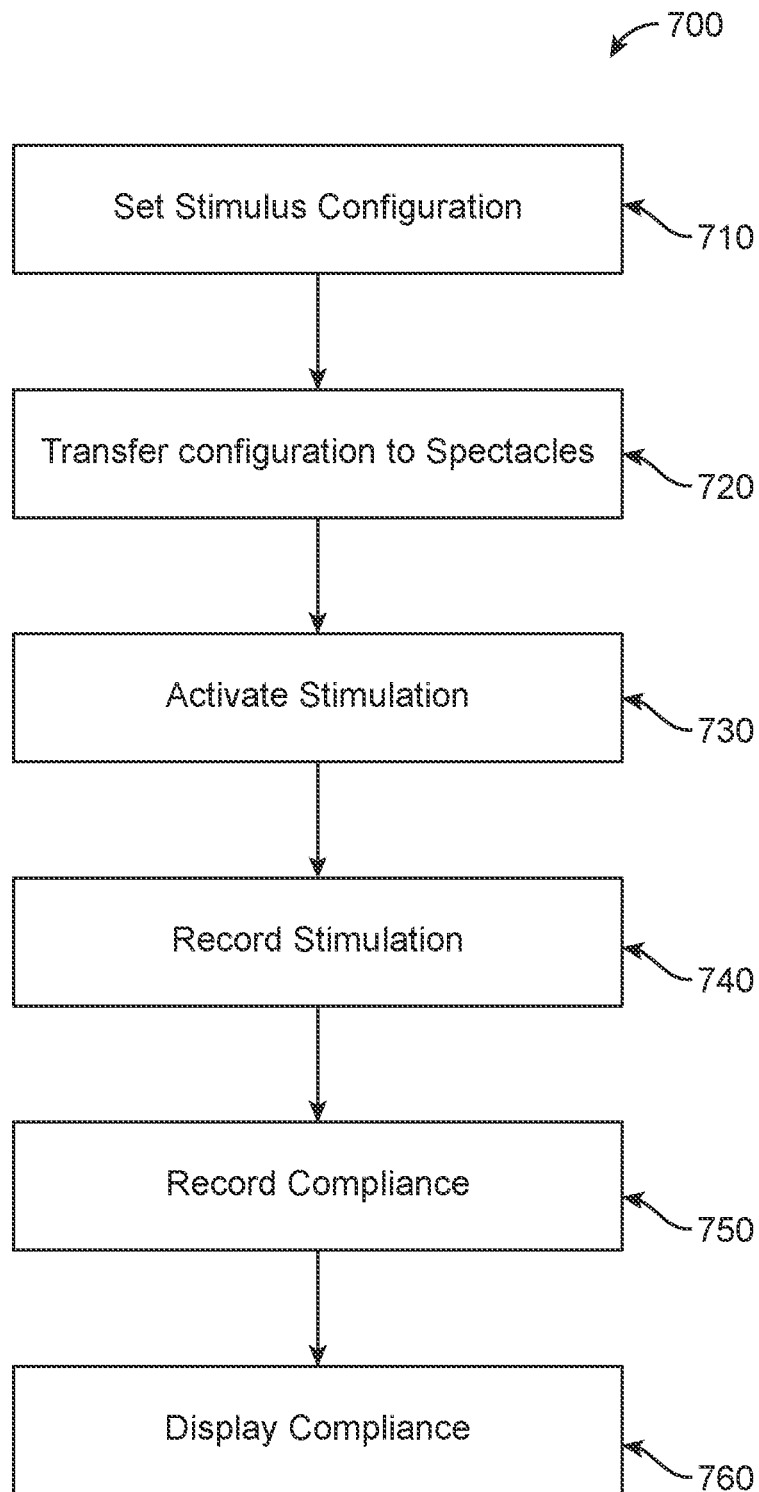 700
Set Stimulus Configuration
710
Transfer configuration to Spectacles
720
Activate Stimulation
730
Record Stimulation
740
Record Compliance
750
Display Compliance
760